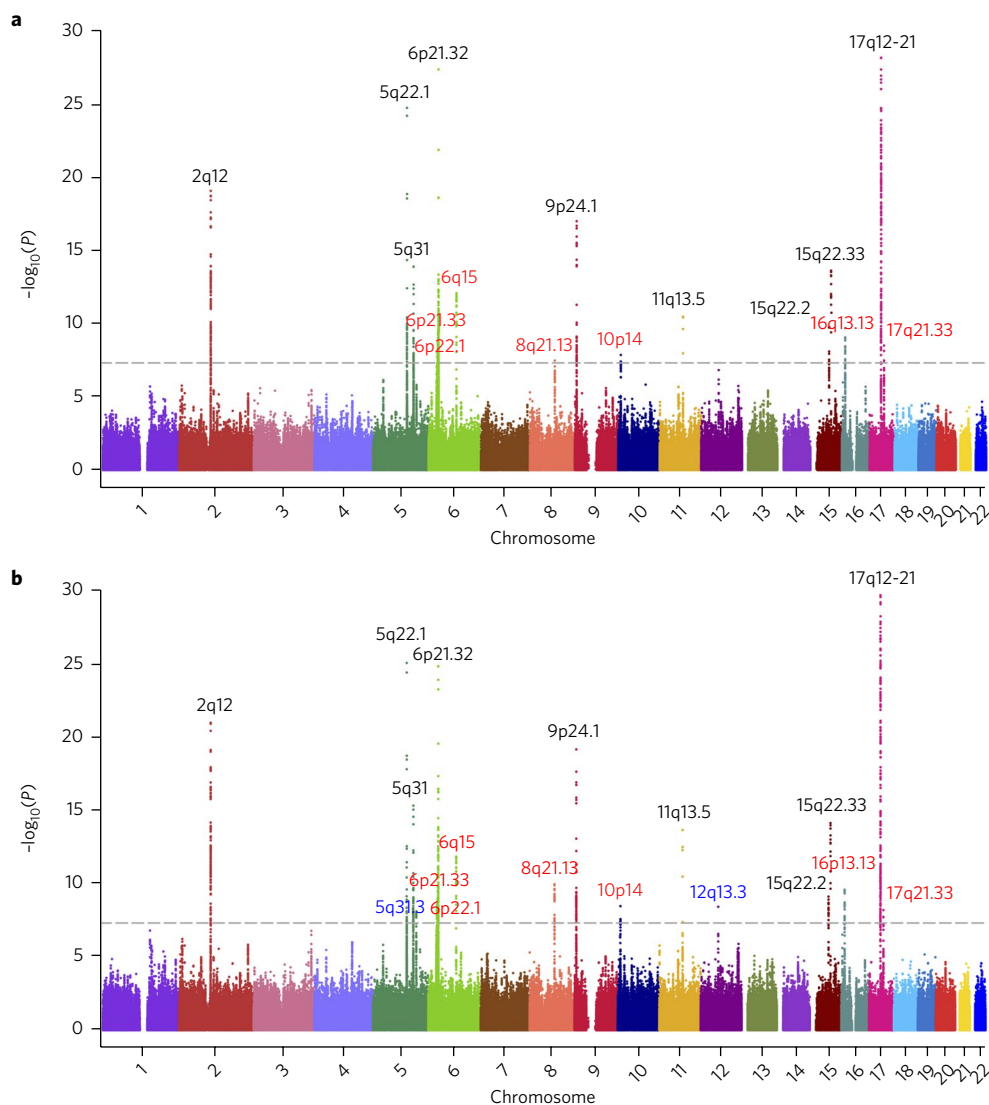 a
30
25
20
15
10
5
0
-log10(P)
2q12
5q22.1
6p21.32
5q31
6p21.33
6p22.1
6q15
8q21.13
9p24.1
10p14
11q13.5
15q22.2
15q22.33
16q13.13
17q12-21
17q21.33
1 2 3 4 5 6 7 8 9 10 11 12 13 14 15 16 17 18 19 20 21 22
Chromosome
b
30
25
20
15
10
5
0
-log10(P)
2q12
5q22.1
6p21.32
5q31
5q31.3
6p21.33
6p22.1
6q15
8q21.13
9p24.1
10p14
11q13.5
12q13.3
15q22.2
15q22.33
16p13.13
17q12-21
17q21.33
1 2 3 4 5 6 7 8 9 10 11 12 13 14 15 16 17 18 19 20 21 22
Chromosome